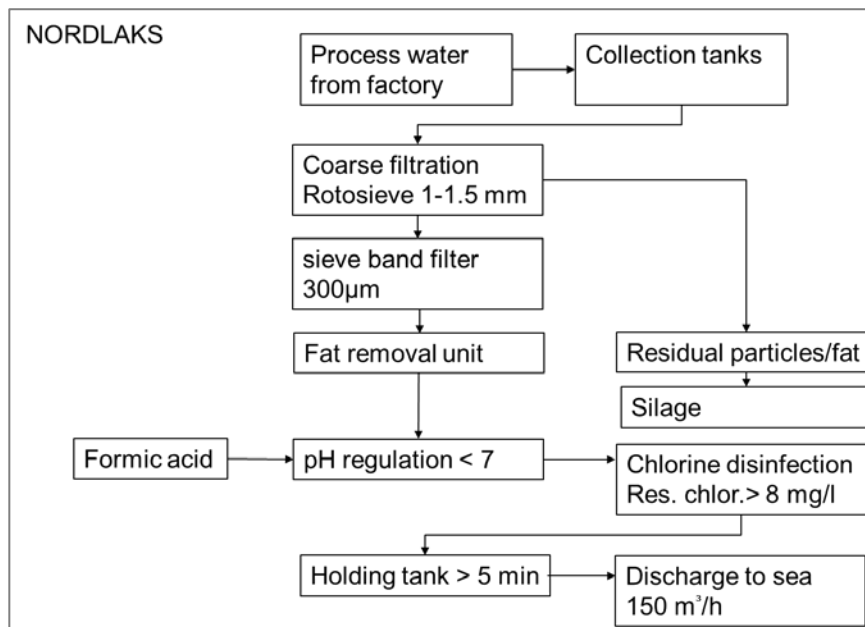 NORDLAKS
Process water
from factory
Collection tanks
Coarse filtration
Rotosieve 1-1.5 mm
sieve band filter
300µm
Fat removal unit
Residual particles/fat
Silage
Formic acid
pH regulation < 7
Chlorine disinfection
Res. chlor.> 8 mg/l
Holding tank > 5 min
Discharge to sea
150 m³/h